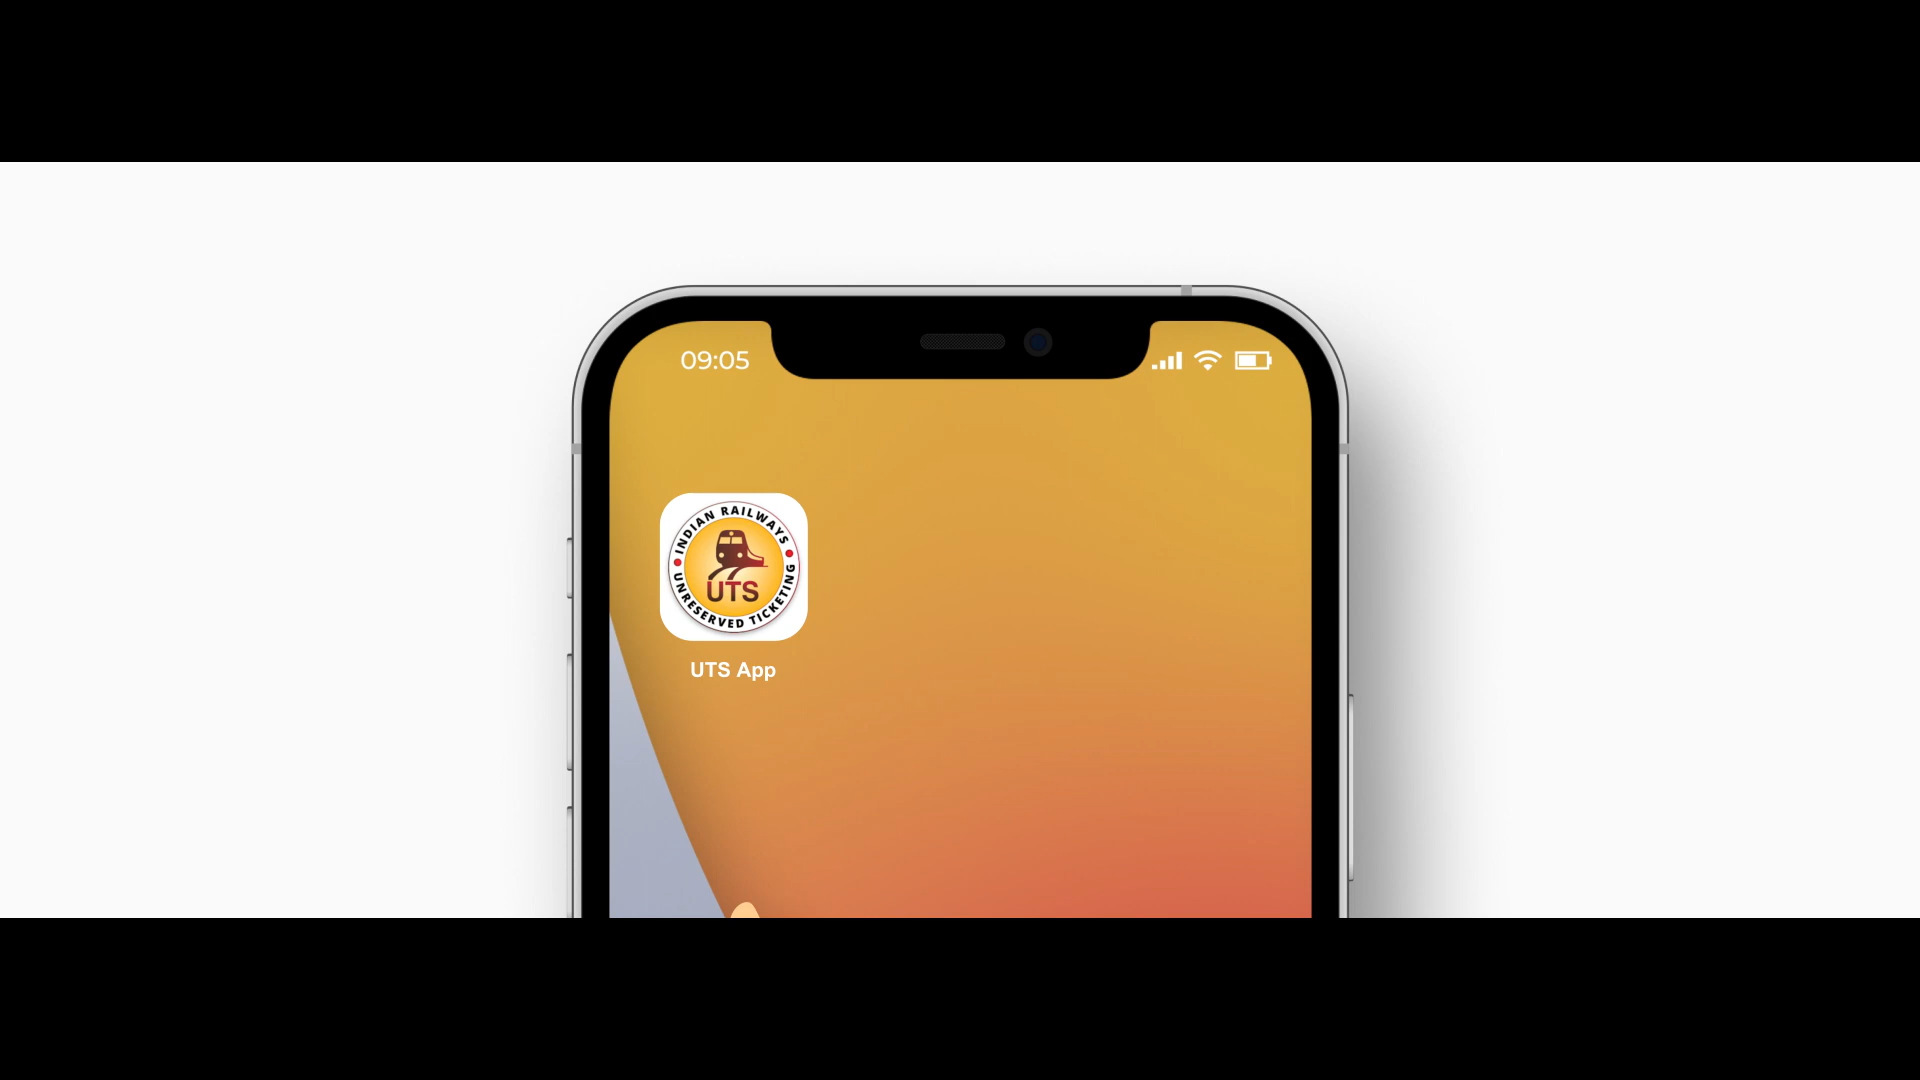 09:05
INDIAN RAILWAYS
UTS
UNRESERVED TICKETING
UTS App